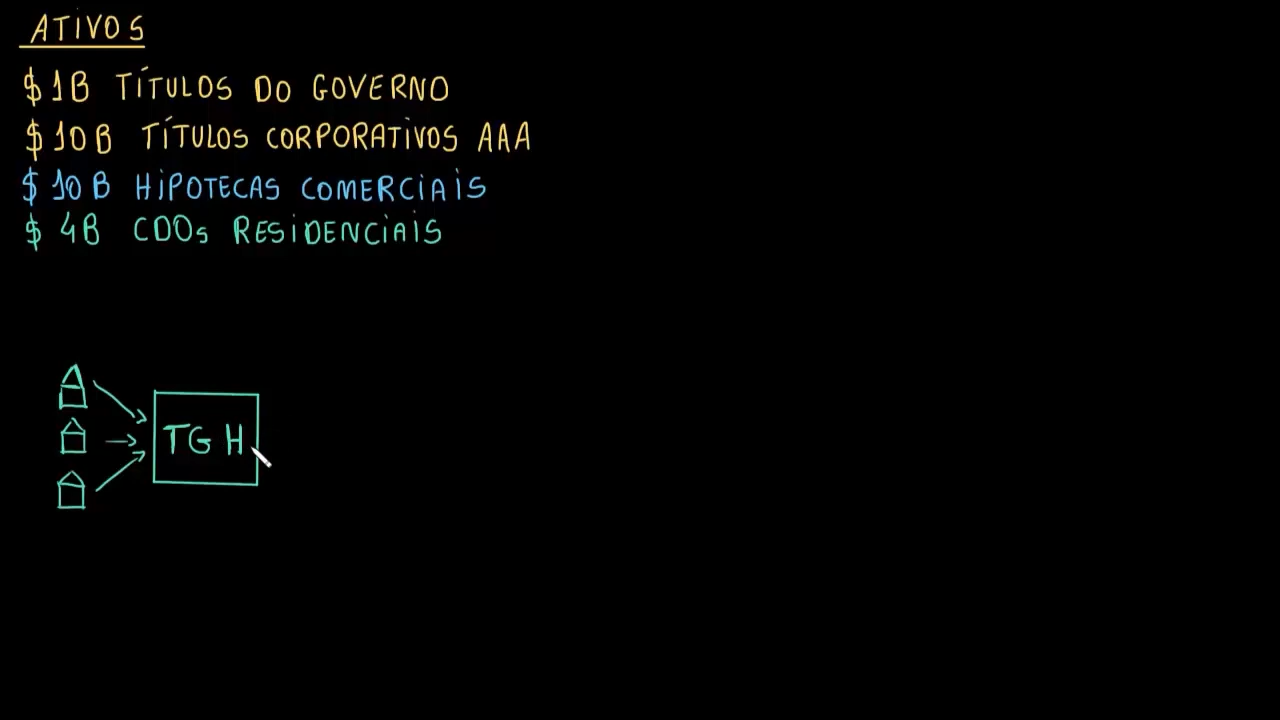 ATIVOS
$ 1B TÍTULOS DO GOVERNO
$ 10B TÍTULOS CORPORATIVOS AAA
$ 10B HIPOTECAS COMERCIAIS
$ 4B CDOs RESIDENCIAIS
TGH